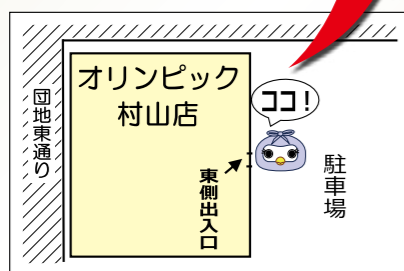 オリンピック
村山店
ココ！
団地東通り
東側出入口
駐車場